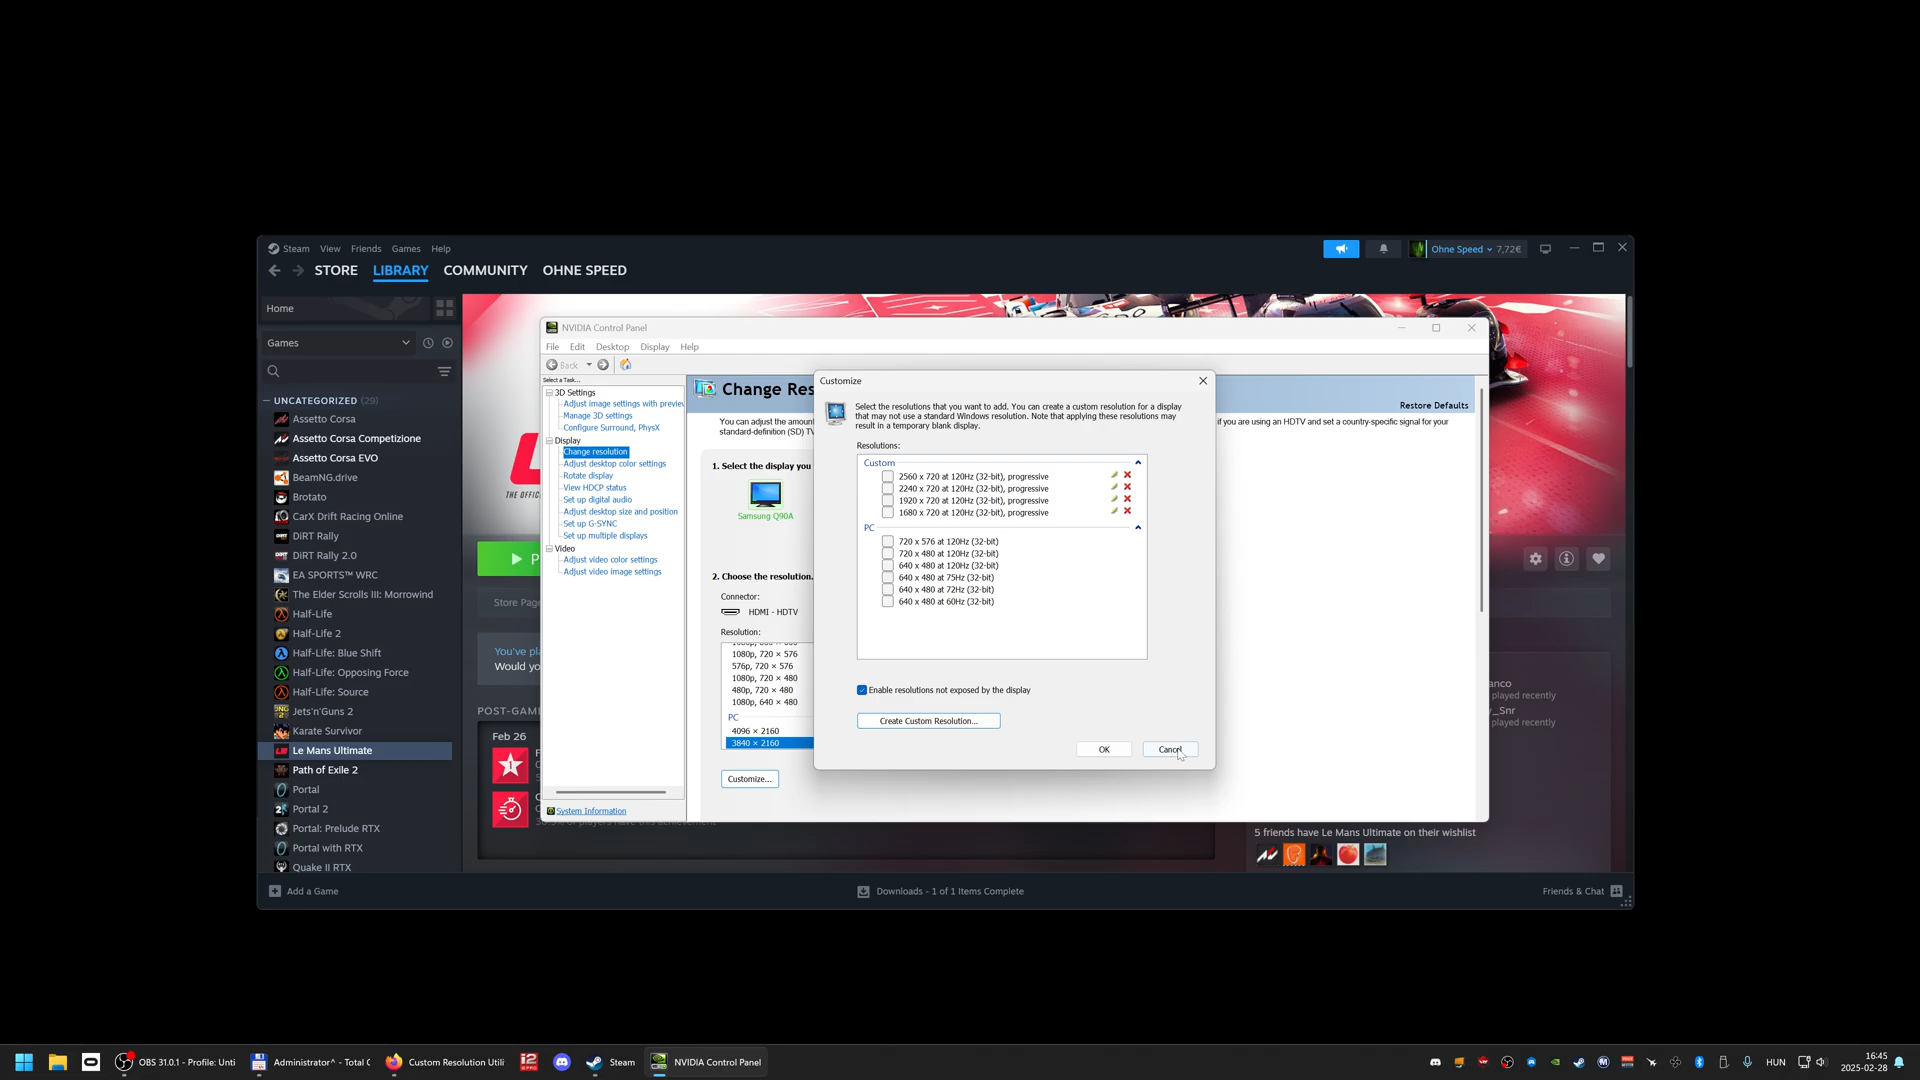 Steam View Friends Games Help
Ohne Speed 7,72€
STORE LIBRARY COMMUNITY OHNE SPEED
Home
Games
UNCATEGORIZED (29)
Assetto Corsa
Assetto Corsa Competizione
Assetto Corsa EVO
BeamNG.drive
Brotato
CarX Drift Racing Online
DiRT Rally
DiRT Rally 2.0
EA SPORTS™ WRC
The Elder Scrolls III: Morrowind
Half-Life
Half-Life 2
Half-Life: Blue Shift
Half-Life: Opposing Force
Half-Life: Source
Jets'n'Guns 2
Karate Survivor
Le Mans Ultimate
Path of Exile 2
Portal
Portal 2
Portal: Prelude RTX
Portal with RTX
Quake II RTX
Add a Game
THE OFFIC
P
Store Page
You've pla
Would yo
POST-GAM
Feb 26
NVIDIA Control Panel
File Edit Desktop Display Help
Back
Select a Task...
3D Settings
Adjust image settings with preview
Manage 3D settings
Configure Surround, PhysX
Display
Change resolution
Adjust desktop color settings
Rotate display
View HDCP status
Set up digital audio
Adjust desktop size and position
Set up G-SYNC
Set up multiple displays
Video
Adjust video color settings
Adjust video image settings
System Information
Change Res
Restore Defaults
You can adjust the amount
standard-definition (SD) TV
if you are using an HDTV and set a country-specific signal for your
1. Select the display you
Samsung Q90A
2. Choose the resolution.
Connector:
HDMI - HDTV
Resolution:
1080p, 720 × 576
576p, 720 × 576
1080p, 720 × 480
480p, 720 × 480
1080p, 640 × 480
PC
4096 × 2160
3840 × 2160
Customize...
Customize
Select the resolutions that you want to add. You can create a custom resolution for a display
that may not use a standard Windows resolution. Note that applying these resolutions may
result in a temporary blank display.
Resolutions:
Custom
2560 x 720 at 120Hz (32-bit), progressive
2240 x 720 at 120Hz (32-bit), progressive
1920 x 720 at 120Hz (32-bit), progressive
1680 x 720 at 120Hz (32-bit), progressive
PC
720 x 576 at 120Hz (32-bit)
720 x 480 at 120Hz (32-bit)
640 x 480 at 120Hz (32-bit)
640 x 480 at 75Hz (32-bit)
640 x 480 at 72Hz (32-bit)
640 x 480 at 60Hz (32-bit)
Enable resolutions not exposed by the display
Create Custom Resolution...
OK Cancel
anco
played recently
_Snr
played recently
5 friends have Le Mans Ultimate on their wishlist
Downloads - 1 of 1 Items Complete
Friends & Chat
OBS 31.0.1 - Profile: Unti
Administrator^ - Total C
Custom Resolution Utili
Steam
NVIDIA Control Panel
HUN
16:45
2025-02-28